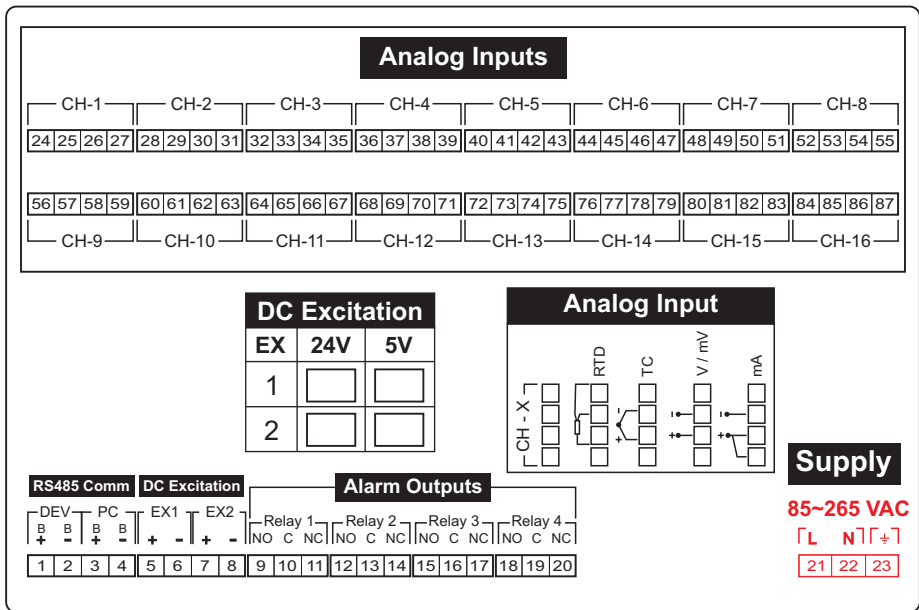 Analog Inputs
CH-1 CH-2 CH-3 CH-4 CH-5 CH-6 CH-7 CH-8
24 25 26 27 28 29 30 31 32 33 34 35 36 37 38 39 40 41 42 43 44 45 46 47 48 49 50 51 52 53 54 55
56 57 58 59 60 61 62 63 64 65 66 67 68 69 70 71 72 73 74 75 76 77 78 79 80 81 82 83 84 85 86 87
CH-9 CH-10 CH-11 CH-12 CH-13 CH-14 CH-15 CH-16
DC Excitation
EX 24V 5V
1
2
Analog Input
RTD TC V / mV mA
CH - X
- - -
+ + +
Supply
85~265 VAC
L N
21 22 23
RS485 Comm DC Excitation Alarm Outputs
DEV PC EX1 EX2 Relay 1 Relay 2 Relay 3 Relay 4
B B B B NO C NC NO C NC NO C NC NO C NC
+ - + - + - + -
1 2 3 4 5 6 7 8 9 10 11 12 13 14 15 16 17 18 19 20